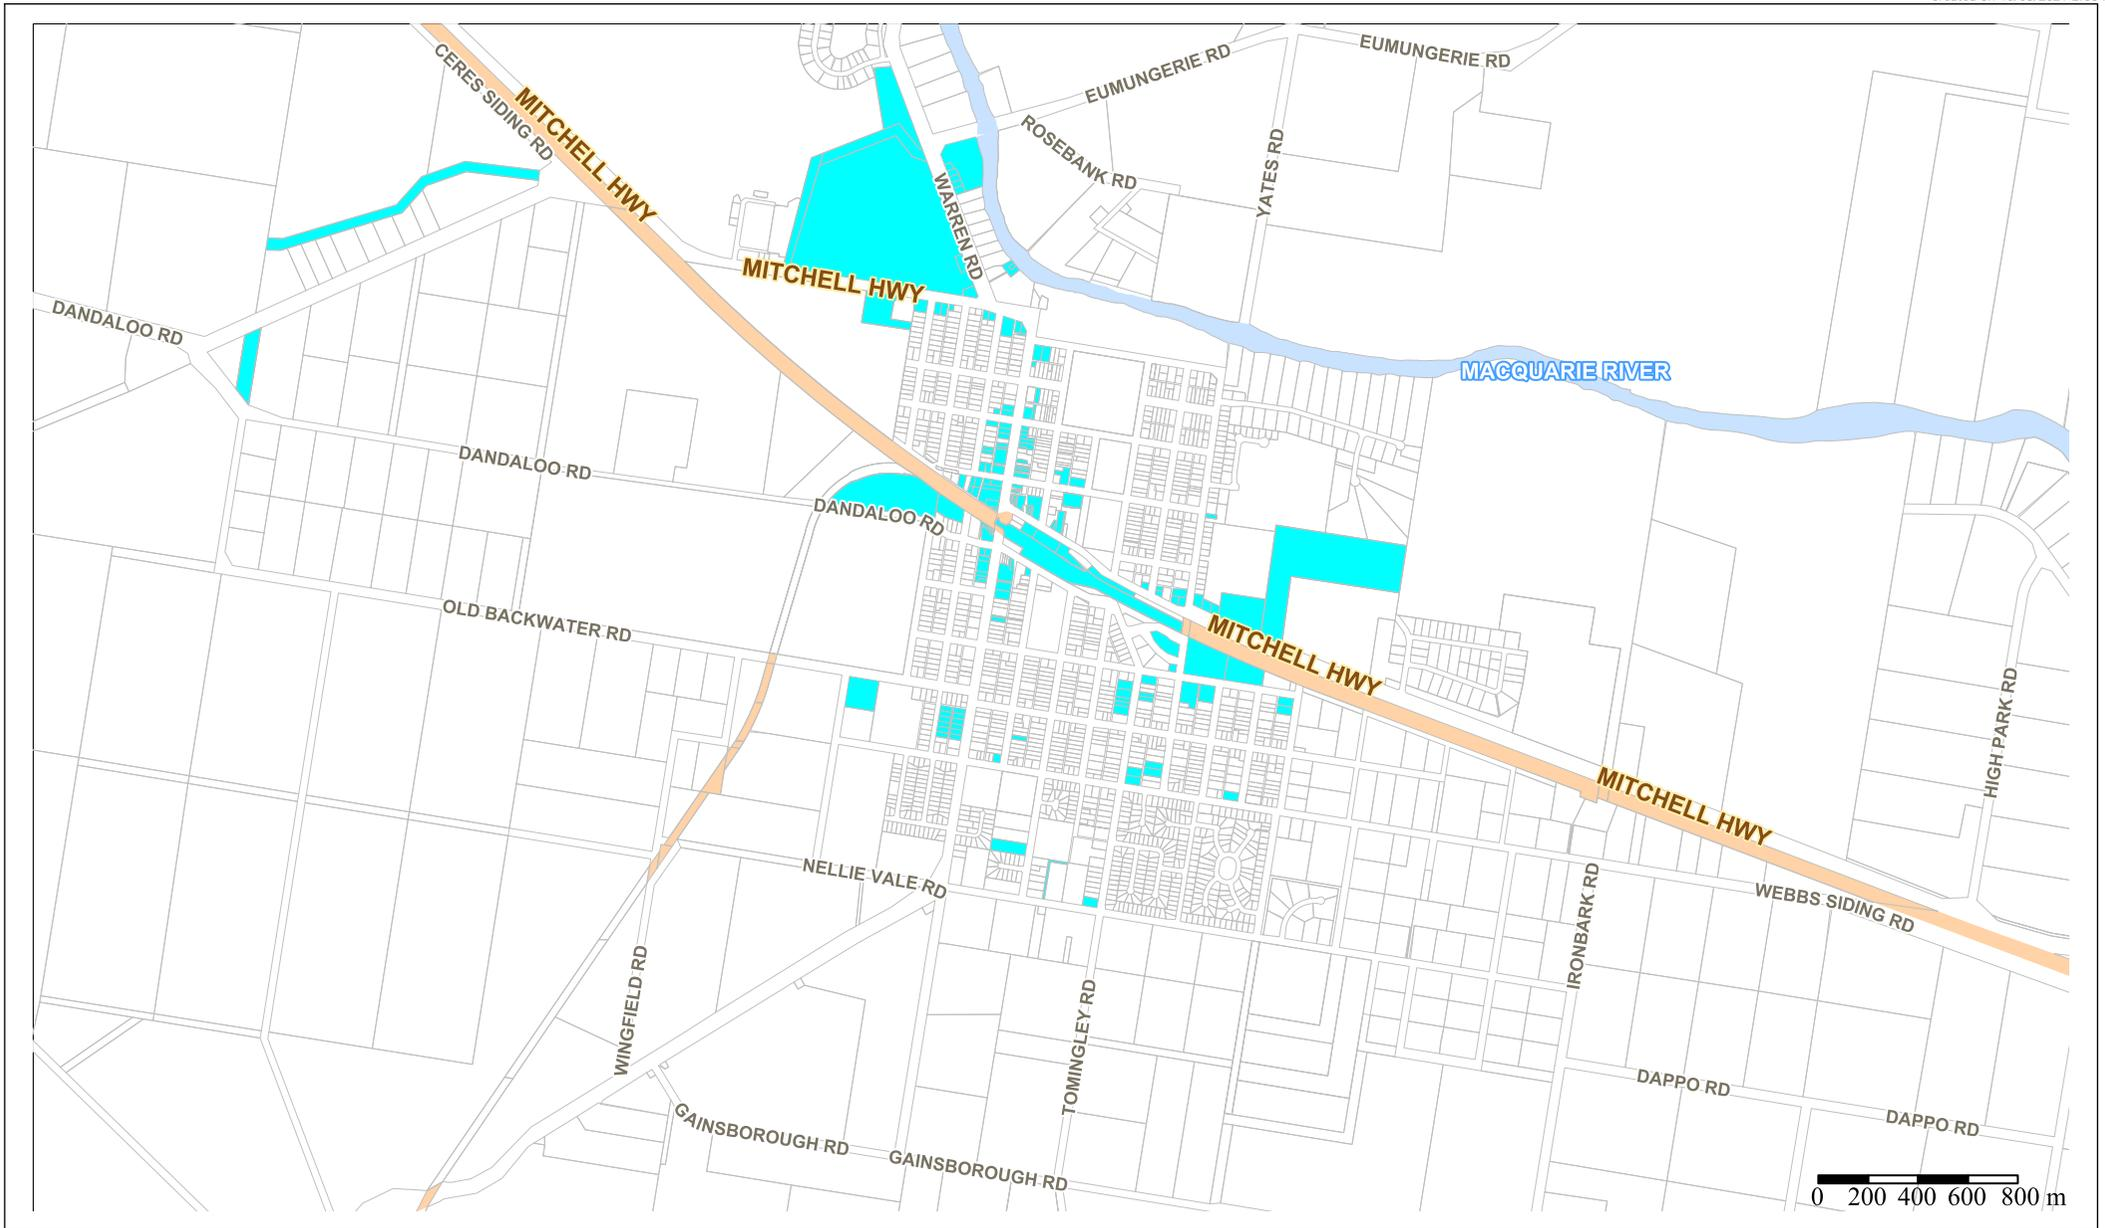 EUMUNGERIE RD
EUMUNGERIE RD
CERES SIDING RD
MITCHELL HWY
ROSEBANK RD
YATES RD
WARREN RD
MITCHELL HWY
DANDALOO RD
MACQUARIE RIVER
DANDALOO RD
DANDALOO RD
OLD BACKWATER RD
MITCHELL HWY
HIGH PARK RD
MITCHELL HWY
NELLIE VALE RD
WEBBS SIDING RD
IRONBARK RD
WINGFIELD RD
TOMINGLEY RD
DAPPO RD
DAPPO RD
GAINSBOROUGH RD
GAINSBOROUGH RD
0 200 400 600 800 m